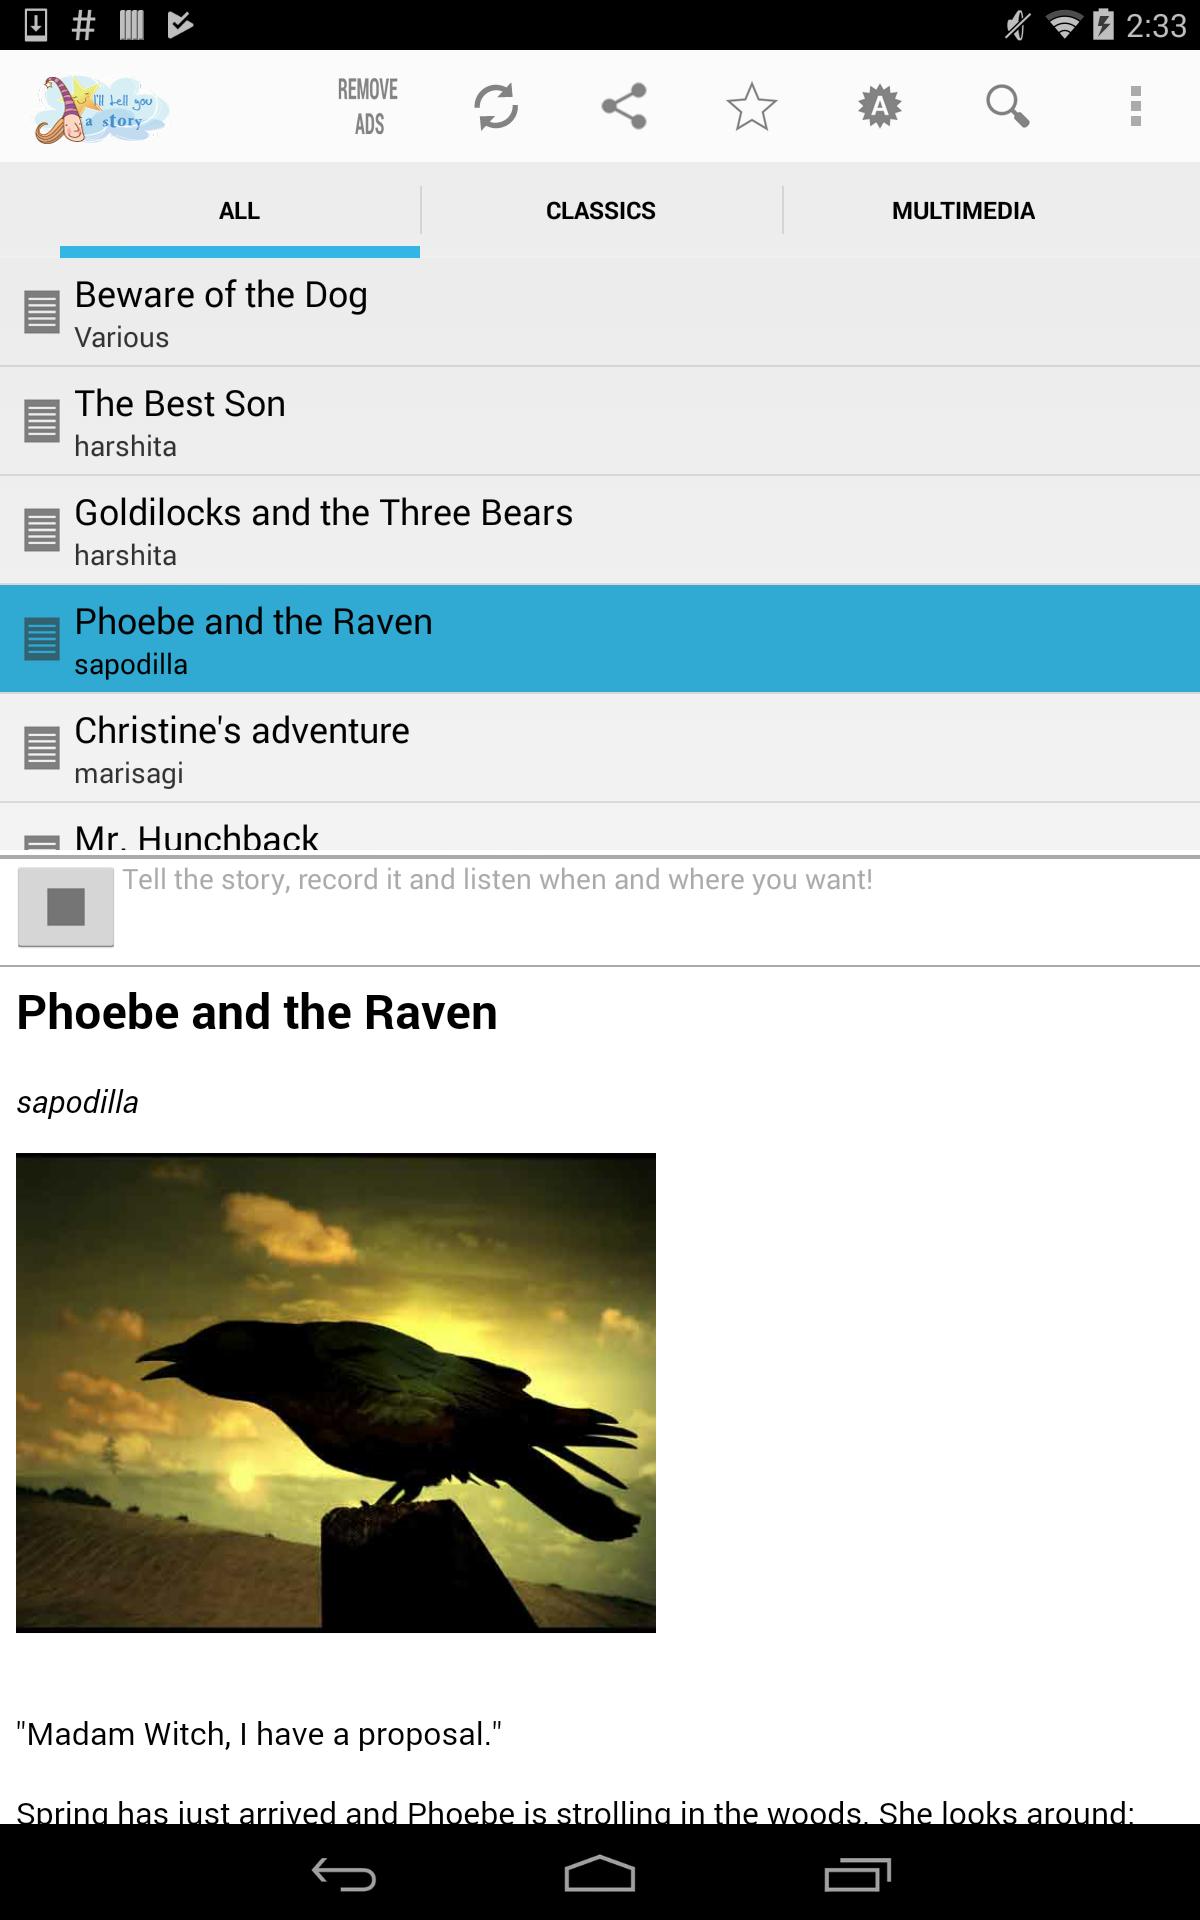 2:33
I'll tell you
a story
REMOVE
ADS
A
ALL
CLASSICS
MULTIMEDIA
Beware of the Dog
Various
The Best Son
harshita
Goldilocks and the Three Bears
harshita
Phoebe and the Raven
sapodilla
Christine's adventure
marisagi
Mr. Hunchback
Tell the story, record it and listen when and where you want!
Phoebe and the Raven
sapodilla
"Madam Witch, I have a proposal."
Spring has just arrived and Phoebe is strolling in the woods. She looks around: